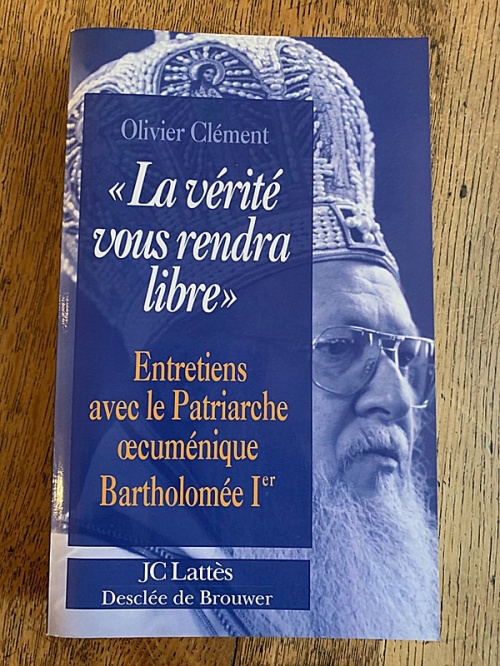 Olivier Clément
« La vérité
vous rendra
libre »
Entretiens
avec le Patriarche
œcuménique
Bartholomée Ier
JC Lattès
Desclée de Brouwer